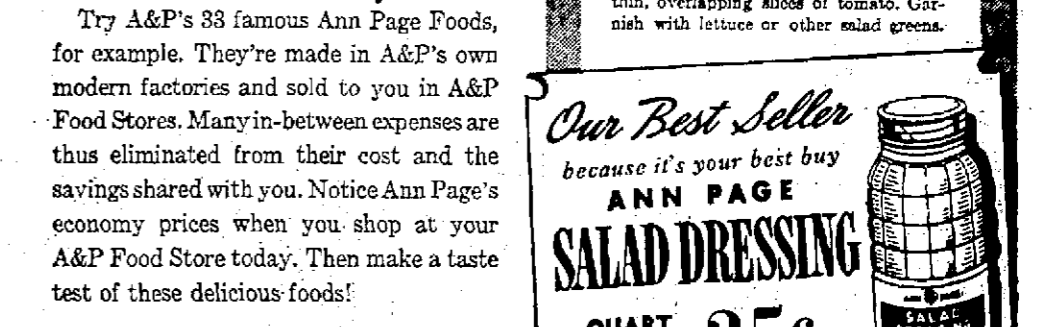 Try A&P's 33 famous Ann Page Foods,
for example. They're made in A&P's own
modern factories and sold to you in A&P
Food Stores. Many in-between expenses are
thus eliminated from their cost and the
savings shared with you. Notice Ann Page's
economy prices when you shop at your
A&P Food Store today. Then make a taste
test of these delicious foods!
thin, overlapping slices of tomato. Gar-
nish with lettuce or other salad greens.
Our Best Seller
because it's your best buy
ANN PAGE
SALAD DRESSING
QUART
SALAD